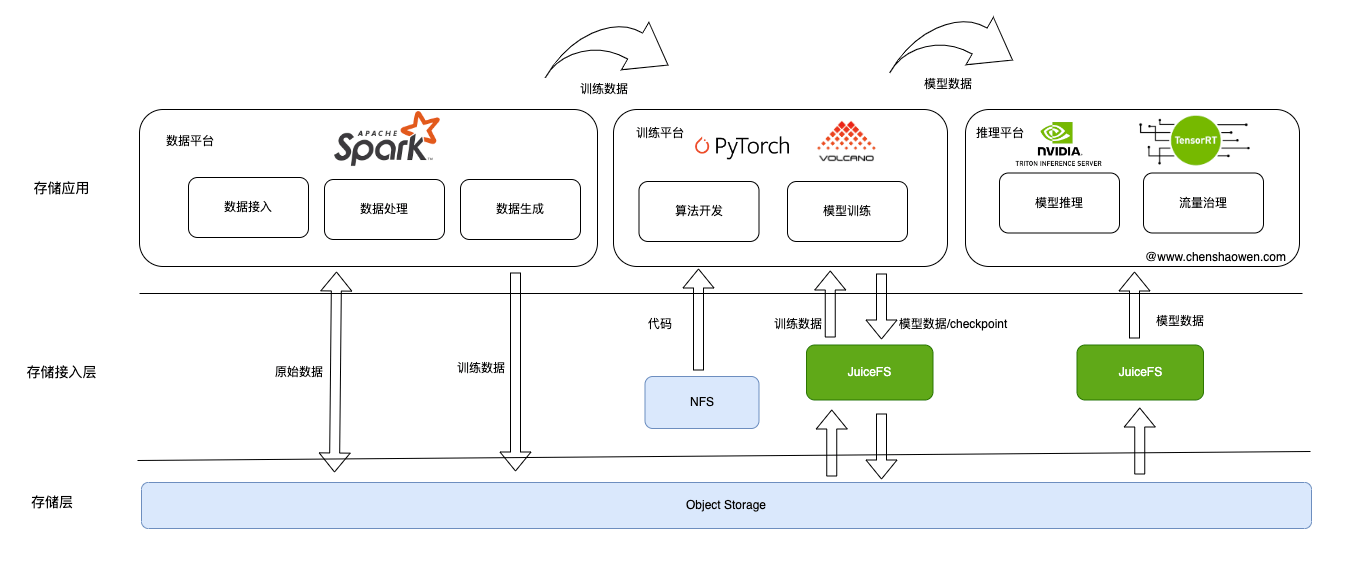 训练数据
模型数据
数据平台
APACHE
Spark™
训练平台
PyTorch
VOLCANO
推理平台
NVIDIA.
TRITON INFERENCE SERVER
TensorRT
存储应用
数据接入
数据处理
数据生成
算法开发
模型训练
模型推理
流量治理
@www.chenshaowen.com
代码
训练数据
模型数据/checkpoint
模型数据
存储接入层
原始数据
训练数据
NFS
JuiceFS
JuiceFS
存储层
Object Storage